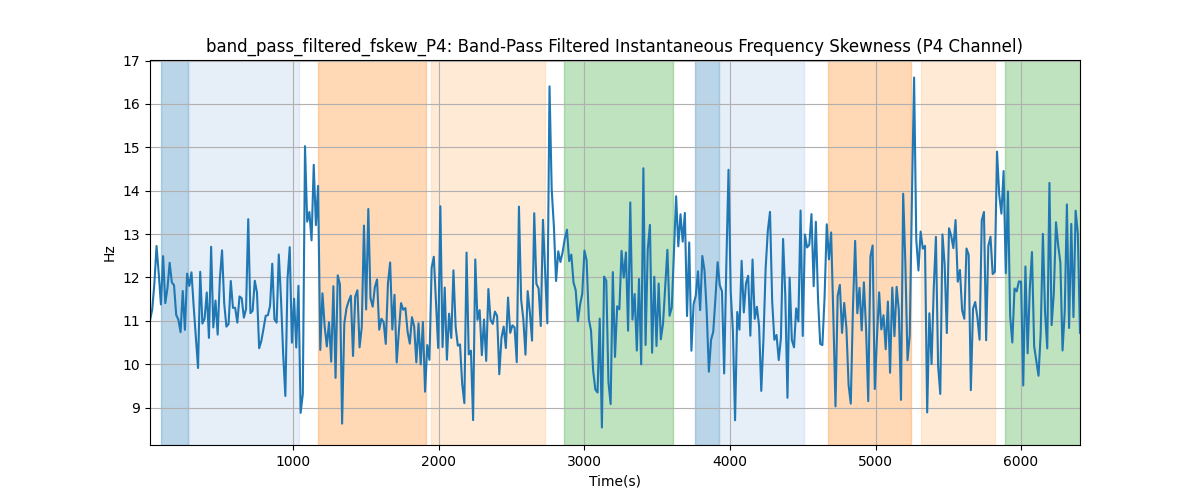 band_pass_filtered_fskew_P4: Band-Pass Filtered Instantaneous Frequency Skewness (P4 Channel)
17
16
15
14
13
12
11
10
9
Hz
1000 2000 3000 4000 5000 6000
Time(s)